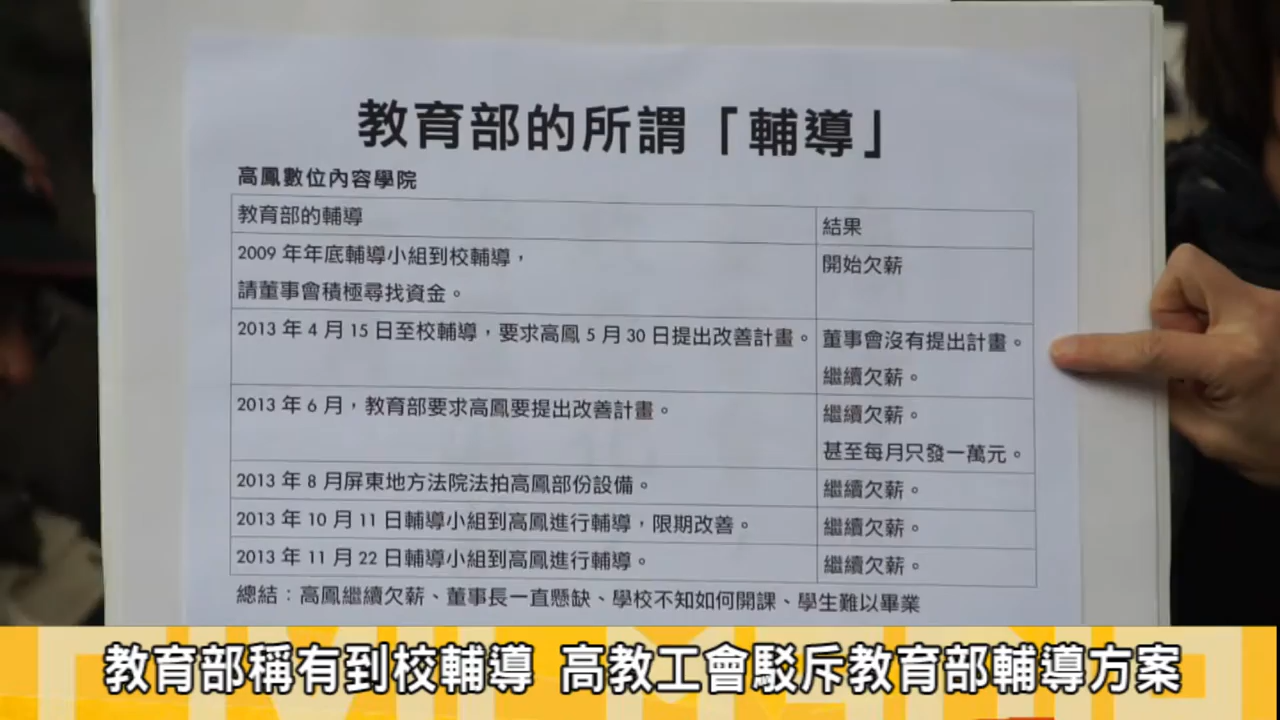 教育部的所謂「輔導」
高鳳數位內容學院
教育部的輔導 結果
2009 年年底輔導小組到校輔導， 開始欠薪
請董事會積極尋找資金。
2013 年 4 月 15 日至校輔導，要求高鳳 5 月 30 日提出改善計畫。 董事會沒有提出計畫。
繼續欠薪。
2013 年 6 月，教育部要求高鳳要提出改善計畫。 繼續欠薪。
甚至每月只發一萬元。
2013 年 8 月屏東地方法院法拍高鳳部份設備。 繼續欠薪。
2013 年 10 月 11 日輔導小組到高鳳進行輔導，限期改善。 繼續欠薪。
2013 年 11 月 22 日輔導小組到高鳳進行輔導。 繼續欠薪。
總結：高鳳繼續欠薪、董事長一直懸缺、學校不知如何開課、學生難以畢業
教育部稱有到校輔導 高教工會駁斥教育部輔導方案